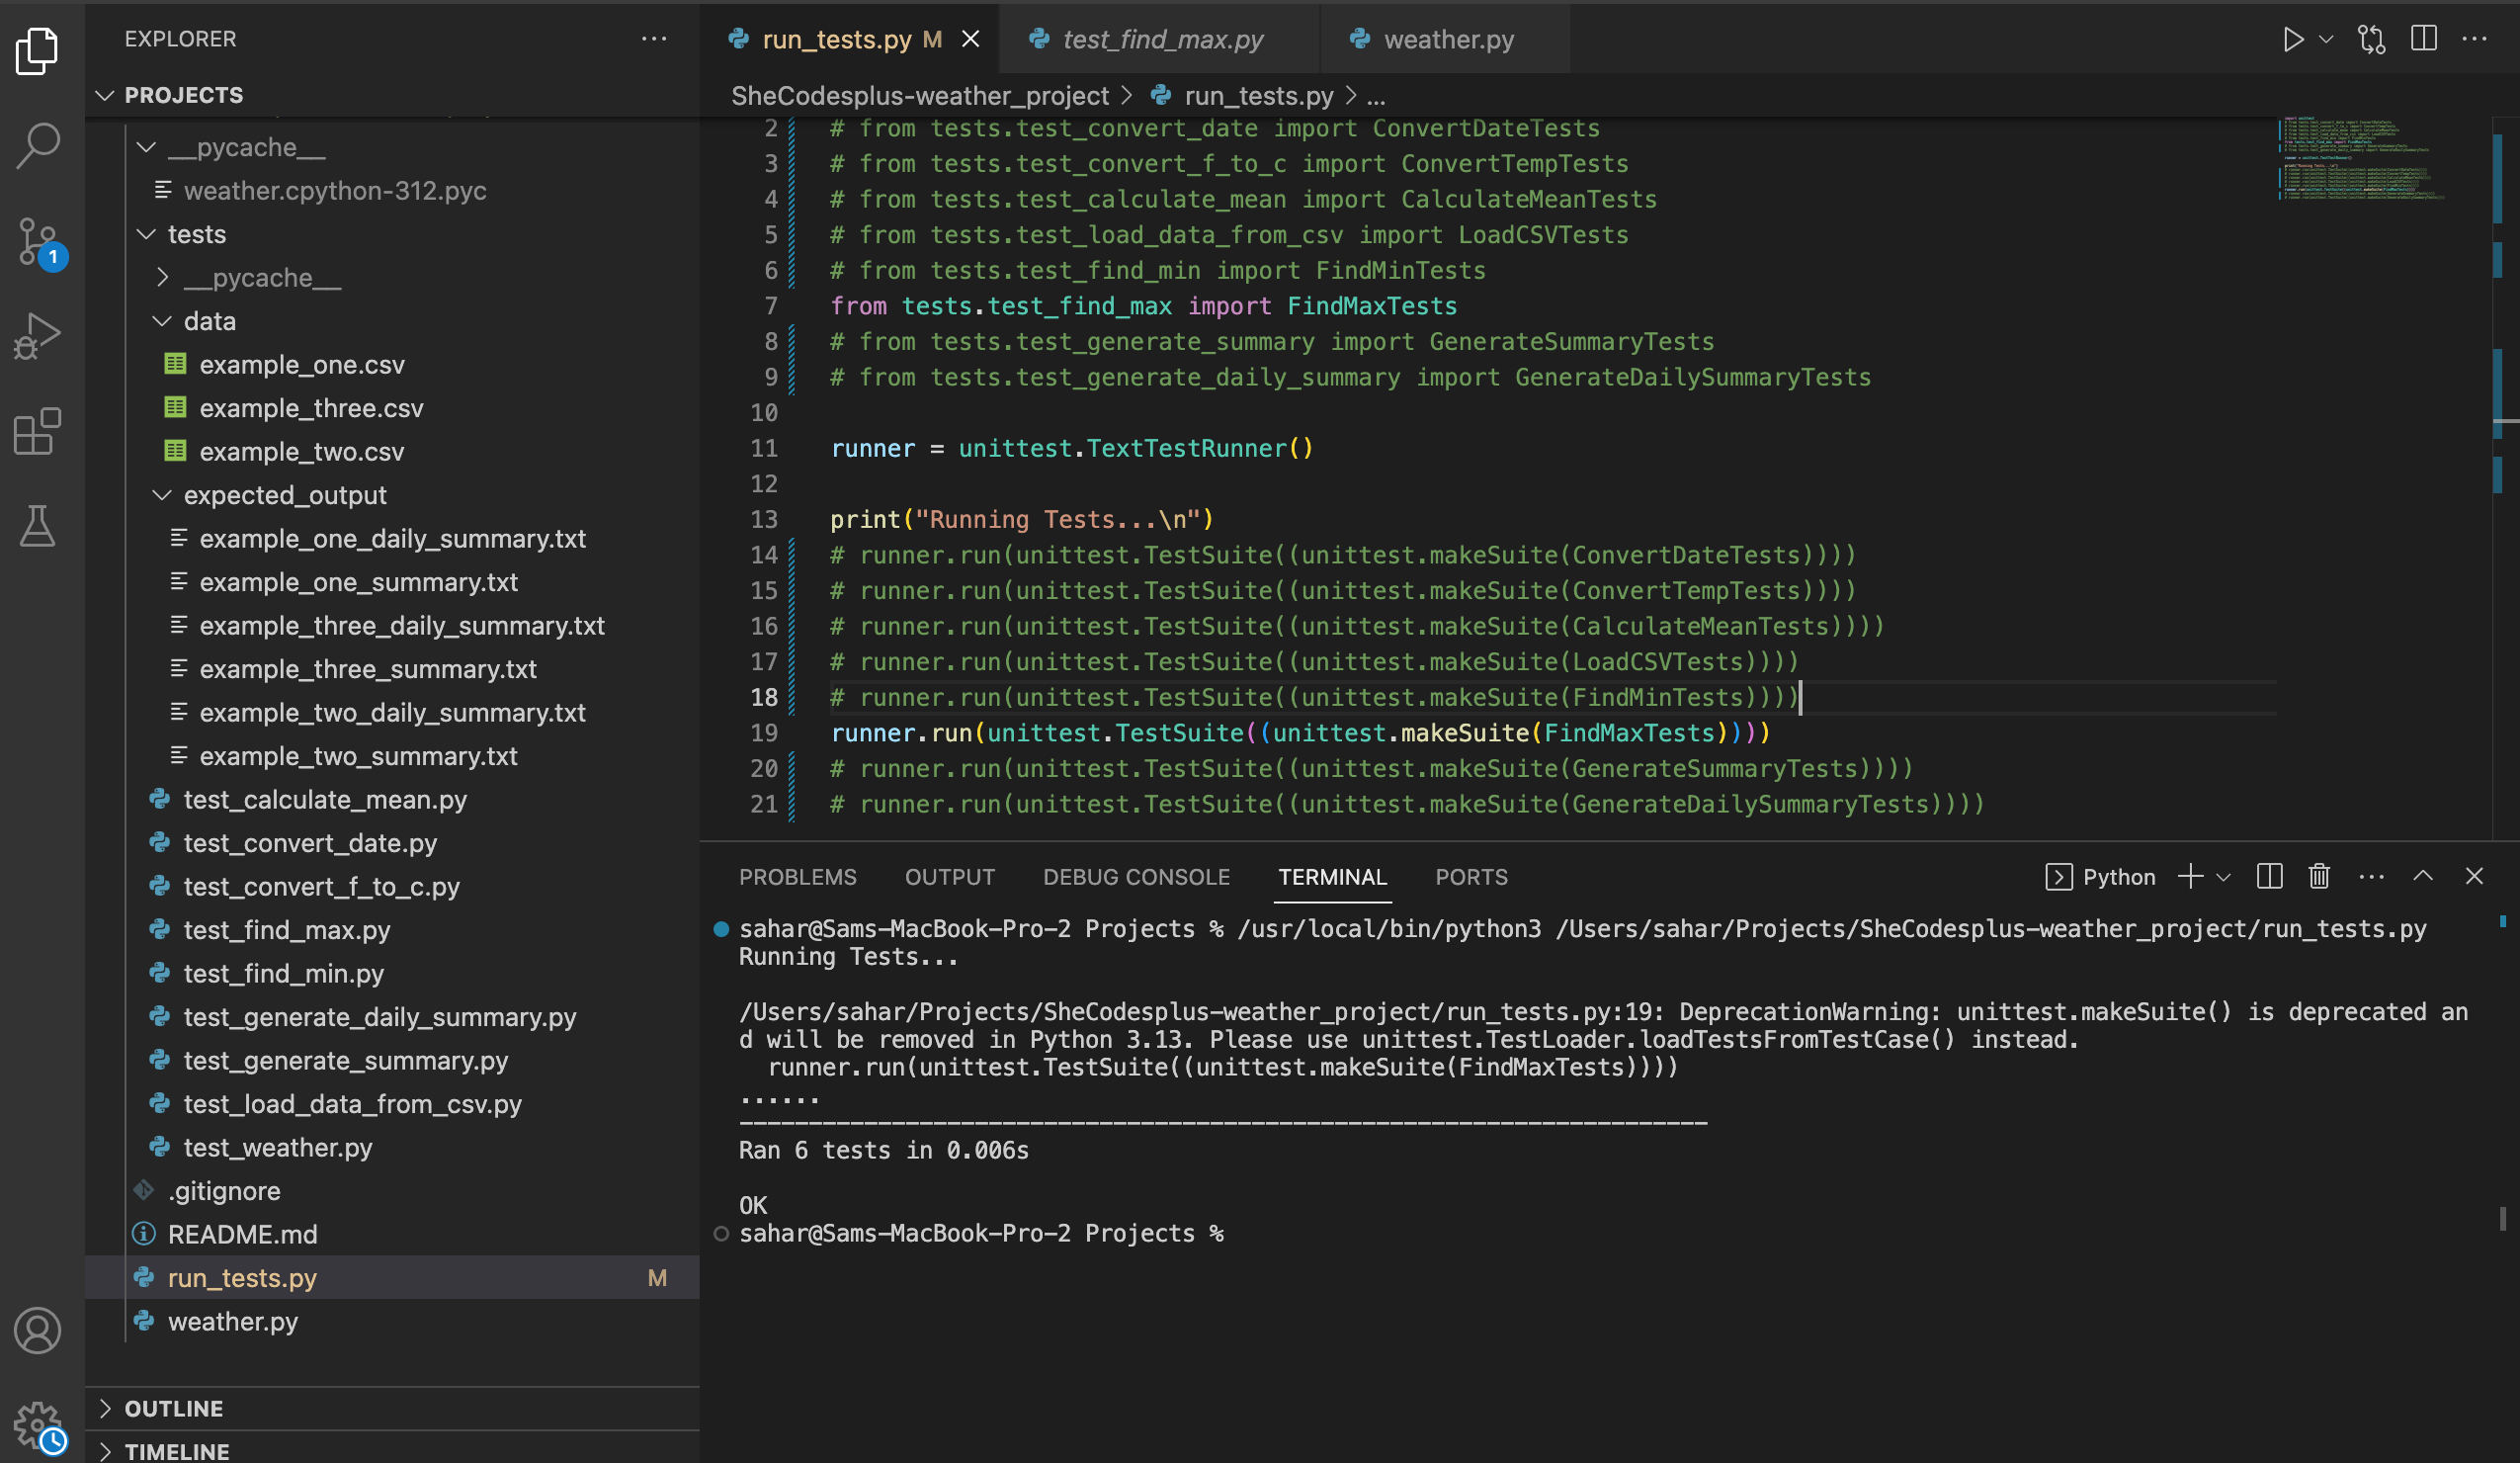 EXPLORER
PROJECTS
__pycache__
weather.cpython-312.pyc
tests
__pycache__
data
example_one.csv
example_three.csv
example_two.csv
expected_output
example_one_daily_summary.txt
example_one_summary.txt
example_three_daily_summary.txt
example_three_summary.txt
example_two_daily_summary.txt
example_two_summary.txt
test_calculate_mean.py
test_convert_date.py
test_convert_f_to_c.py
test_find_max.py
test_find_min.py
test_generate_daily_summary.py
test_generate_summary.py
test_load_data_from_csv.py
test_weather.py
.gitignore
README.md
run_tests.py M
weather.py
OUTLINE
TIMELINE
1
run_tests.py M test_find_max.py weather.py
SheCodesplus-weather_project > run_tests.py > ...
2 # from tests.test_convert_date import ConvertDateTests
3 # from tests.test_convert_f_to_c import ConvertTempTests
4 # from tests.test_calculate_mean import CalculateMeanTests
5 # from tests.test_load_data_from_csv import LoadCSVTests
6 # from tests.test_find_min import FindMinTests
7 from tests.test_find_max import FindMaxTests
8 # from tests.test_generate_summary import GenerateSummaryTests
9 # from tests.test_generate_daily_summary import GenerateDailySummaryTests
10
11 runner = unittest.TextTestRunner()
12
13 print("Running Tests...\n")
14 # runner.run(unittest.TestSuite((unittest.makeSuite(ConvertDateTests))))
15 # runner.run(unittest.TestSuite((unittest.makeSuite(ConvertTempTests))))
16 # runner.run(unittest.TestSuite((unittest.makeSuite(CalculateMeanTests))))
17 # runner.run(unittest.TestSuite((unittest.makeSuite(LoadCSVTests))))
18 # runner.run(unittest.TestSuite((unittest.makeSuite(FindMinTests))))
19 runner.run(unittest.TestSuite((unittest.makeSuite(FindMaxTests))))
20 # runner.run(unittest.TestSuite((unittest.makeSuite(GenerateSummaryTests))))
21 # runner.run(unittest.TestSuite((unittest.makeSuite(GenerateDailySummaryTests))))
PROBLEMS OUTPUT DEBUG CONSOLE TERMINAL PORTS Python
sahar@Sams-MacBook-Pro-2 Projects % /usr/local/bin/python3 /Users/sahar/Projects/SheCodesplus-weather_project/run_tests.py
Running Tests...
/Users/sahar/Projects/SheCodesplus-weather_project/run_tests.py:19: DeprecationWarning: unittest.makeSuite() is deprecated an
d will be removed in Python 3.13. Please use unittest.TestLoader.loadTestsFromTestCase() instead.
runner.run(unittest.TestSuite((unittest.makeSuite(FindMaxTests))))
......
----------------------------------------------------------------------
Ran 6 tests in 0.006s
OK
sahar@Sams-MacBook-Pro-2 Projects %